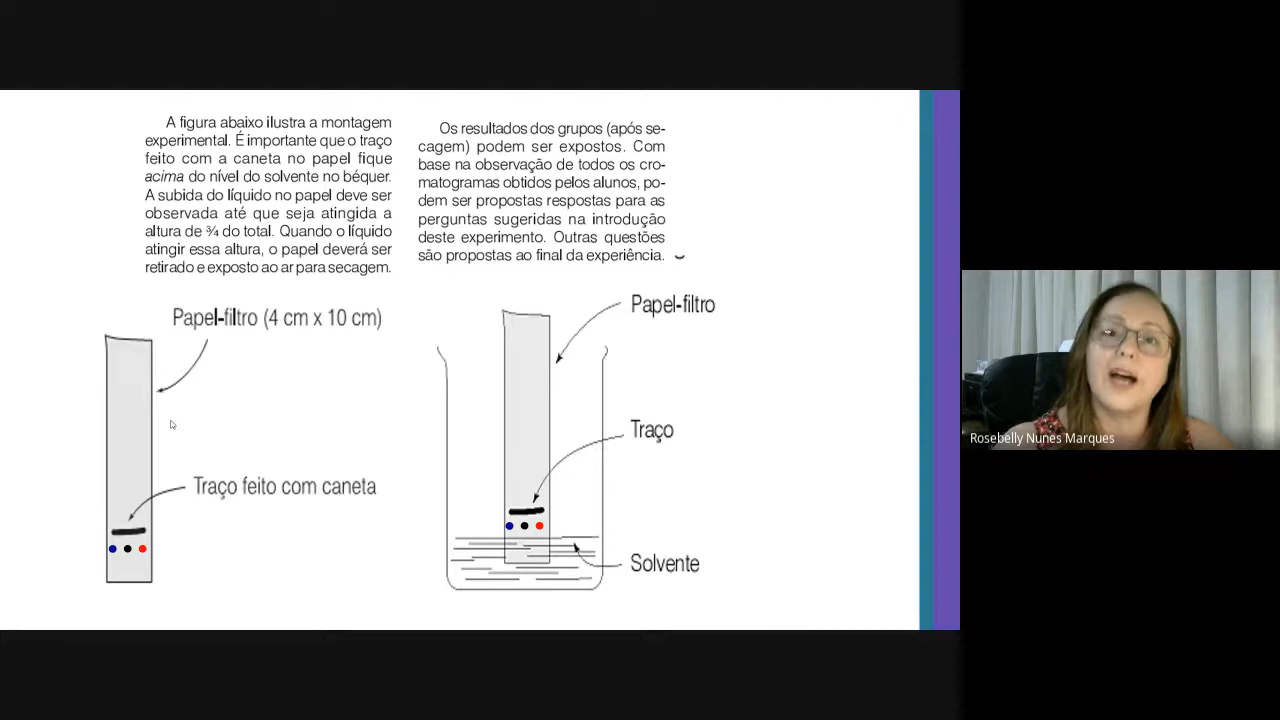 A figura abaixo ilustra a montagem
experimental. É importante que o traço
feito com a caneta no papel fique
acima do nível do solvente no béquer.
A subida do líquido no papel deve ser
observada até que seja atingida a
altura de ¾ do total. Quando o líquido
atingir essa altura, o papel deverá ser
retirado e exposto ao ar para secagem.
Os resultados dos grupos (após se-
cagem) podem ser expostos. Com
base na observação de todos os cro-
matogramas obtidos pelos alunos, po-
dem ser propostas respostas para as
perguntas sugeridas na introdução
deste experimento. Outras questões
são propostas ao final da experiência.
Papel-filtro (4 cm x 10 cm)
Traço feito com caneta
Papel-filtro
Traço
Solvente
Rosebelly Nunes Marques